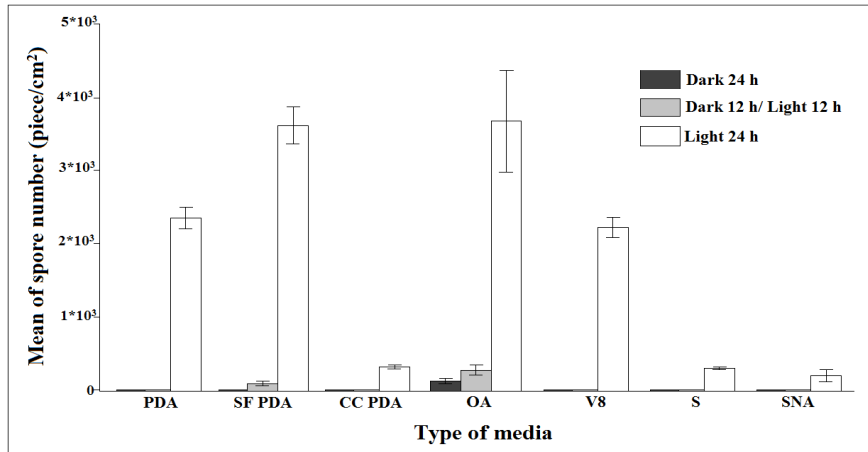 5*10³
4*10³
3*10³
2*10³
1*10³
0
Mean of spore number (piece/cm²)
Dark 24 h
Dark 12 h/ Light 12 h
Light 24 h
PDA SF PDA CC PDA OA V8 S SNA
Type of media